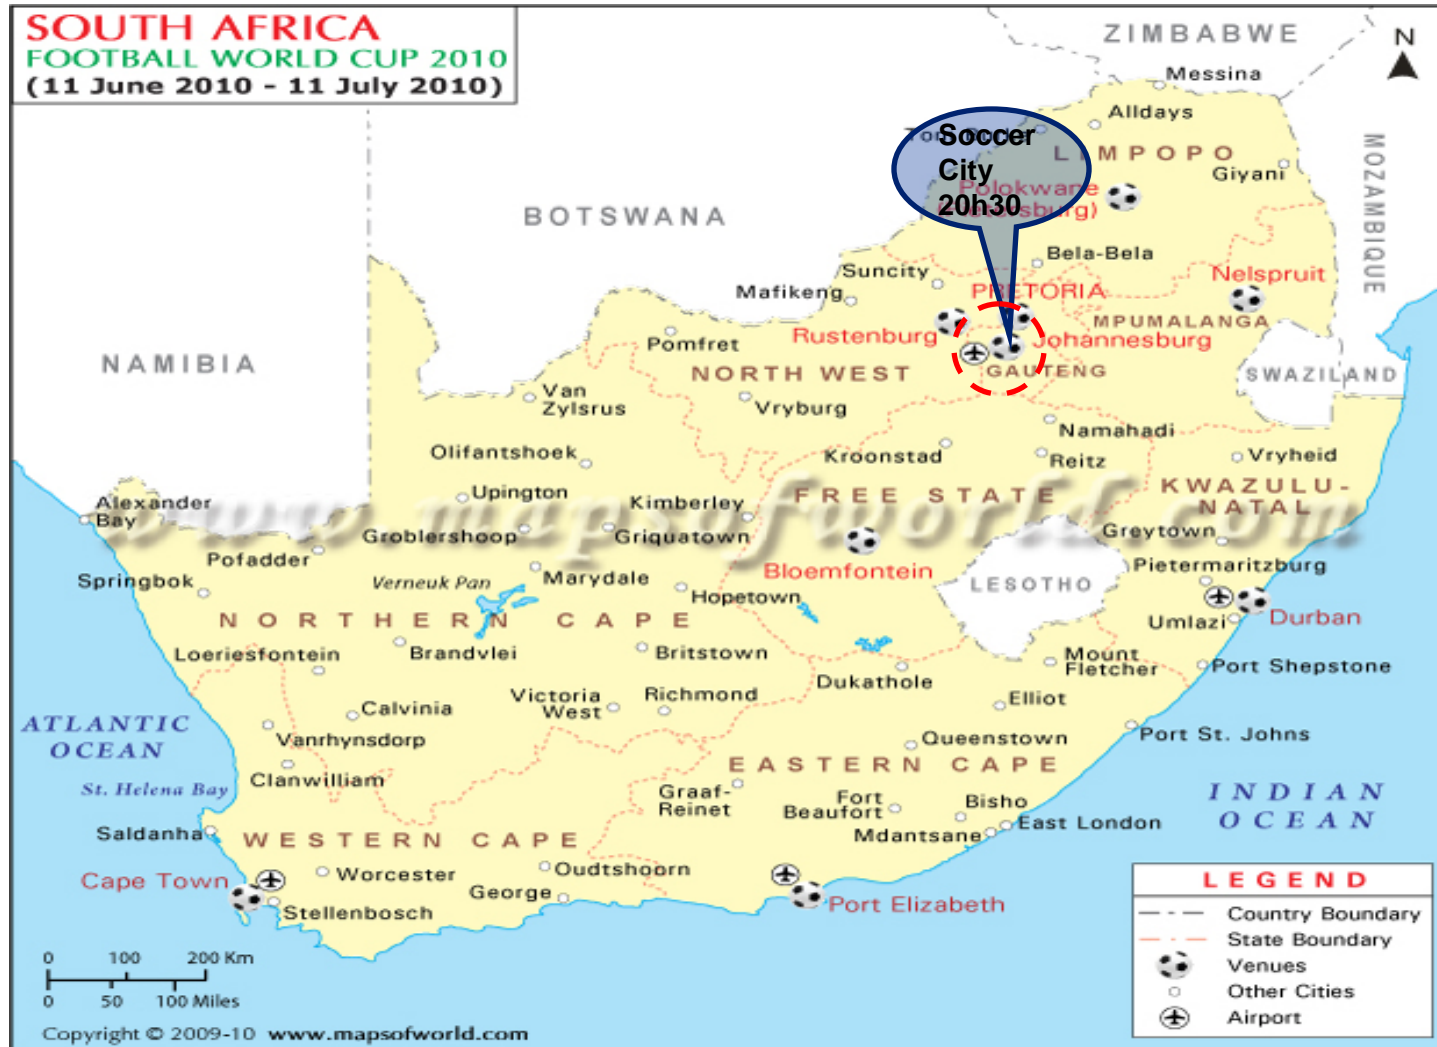 SOUTH AFRICA
FOOTBALL WORLD CUP 2010
(11 June 2010 - 11 July 2010)
ZIMBABWE
N
Messina
Alldays
Soccer
City
20h30
LIMPOPO
Giyani
MOZAMBIQUE
Polokwane
(Pietersburg)
BOTSWANA
Bela-Bela
Suncity
Nelspruit
Mafikeng
PRETORIA
MPUMALANGA
Rustenburg
Johannesburg
Pomfret
NAMIBIA
NORTH WEST
GAUTENG
SWAZILAND
Van
Zylsrus
Vryburg
Namahadi
Olifantshoek
Kroonstad
Reitz
Vryheid
Upington
Kimberley
FREE STATE
KWAZULU-
NATAL
Alexander
Bay
www.mapsofworld.com
Groblershoop
Griquatown
Greytown
Pofadder
Bloemfontein
Pietermaritzburg
Springbok
Verneuk Pan
Marydale
Hopetown
LESOTHO
NORTHERN CAPE
Umlazi
Durban
Loeriesfontein
Brandvlei
Britstown
Mount
Fletcher
Port Shepstone
Dukathole
Victoria
West
Richmond
Elliot
Calvinia
ATLANTIC
OCEAN
Vanrhynsdorp
Queenstown
Port St. Johns
EASTERN CAPE
Clanwilliam
St. Helena Bay
Graaf-
Reinet
Fort
Beaufort
Bisho
INDIAN
OCEAN
Saldanha
WESTERN CAPE
Mdantsane
East London
Cape Town
Worcester
Oudtshoorn
George
Stellenbosch
Port Elizabeth
LEGEND
Country Boundary
State Boundary
Venues
Other Cities
Airport
0 100 200 Km
0 50 100 Miles
Copyright © 2009-10 www.mapsofworld.com